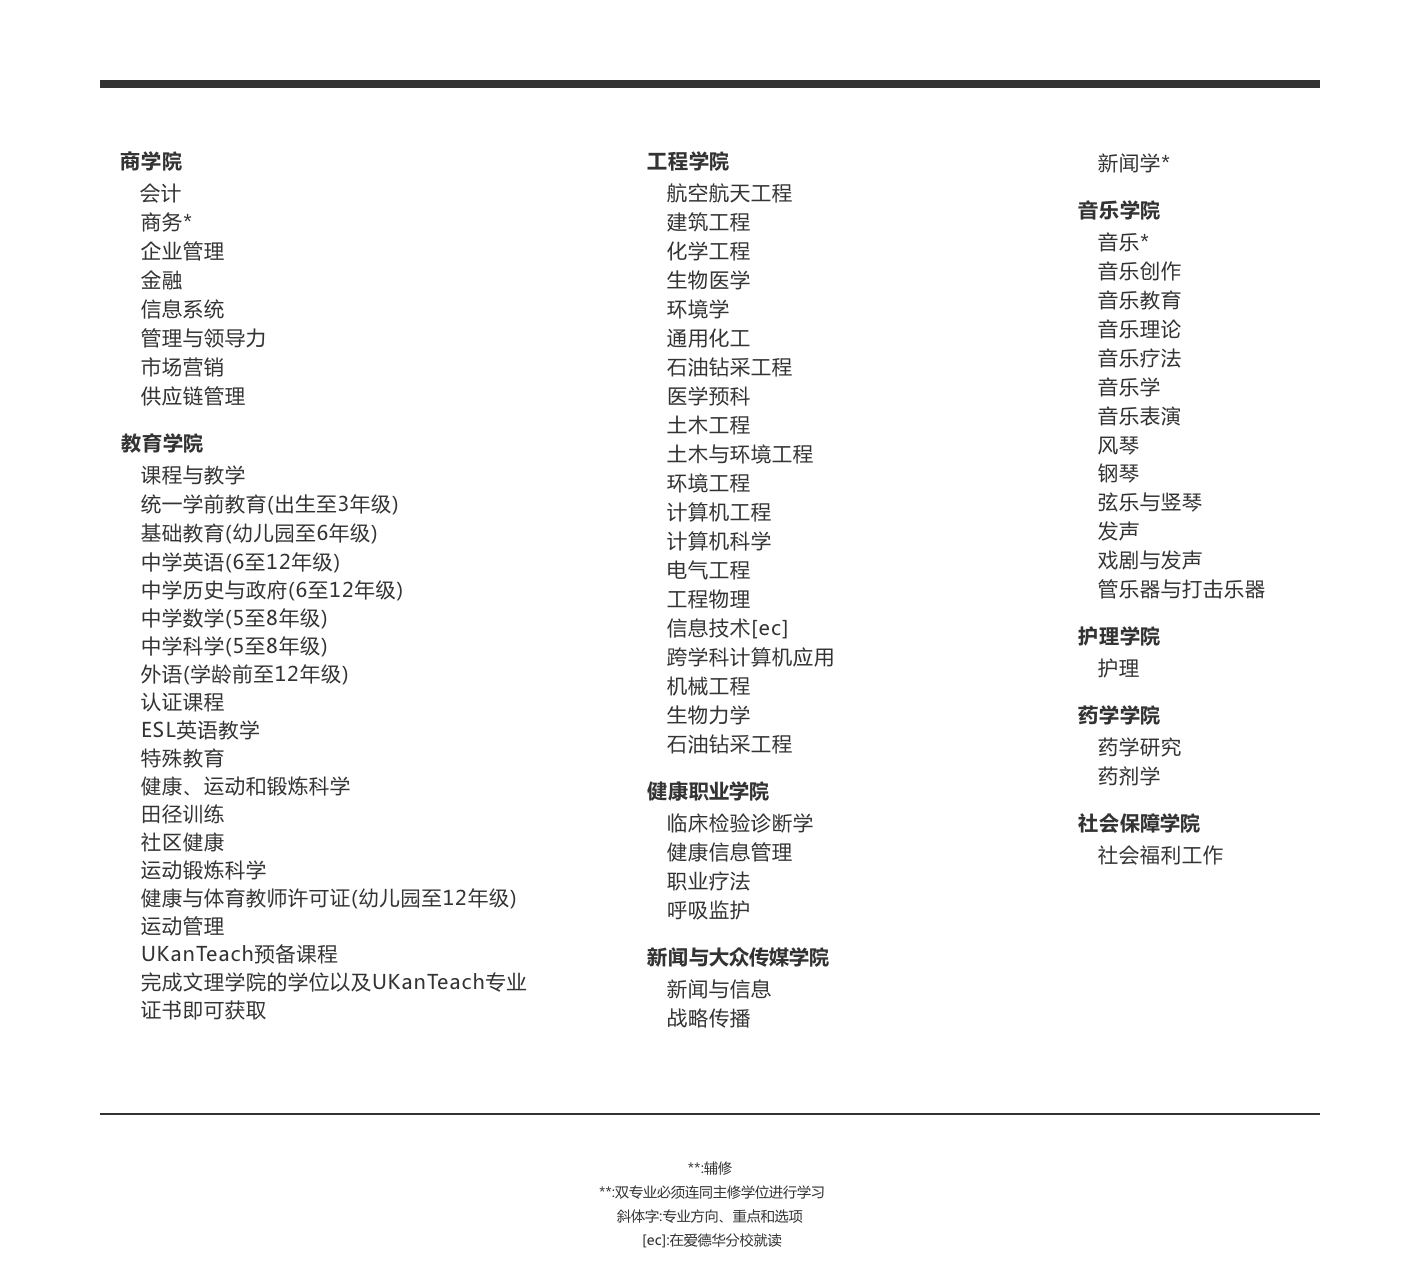 商学院
会计
商务*
企业管理
金融
信息系统
管理与领导力
市场营销
供应链管理
教育学院
课程与教学
统一学前教育(出生至3年级)
基础教育(幼儿园至6年级)
中学英语(6至12年级)
中学历史与政府(6至12年级)
中学数学(5至8年级)
中学科学(5至8年级)
外语(学龄前至12年级)
认证课程
ESL英语教学
特殊教育
健康、运动和锻炼科学
田径训练
社区健康
运动锻炼科学
健康与体育教师许可证(幼儿园至12年级)
运动管理
UKanTeach预备课程
完成文理学院的学位以及UKanTeach专业
证书即可获取
工程学院
航空航天工程
建筑工程
化学工程
生物医学
环境学
通用化工
石油钻采工程
医学预科
土木工程
土木与环境工程
环境工程
计算机工程
计算机科学
电气工程
工程物理
信息技术[ec]
跨学科计算机应用
机械工程
生物力学
石油钻采工程
健康职业学院
临床检验诊断学
健康信息管理
职业疗法
呼吸监护
新闻与大众传媒学院
新闻与信息
战略传播
新闻学*
音乐学院
音乐*
音乐创作
音乐教育
音乐理论
音乐疗法
音乐学
音乐表演
风琴
钢琴
弦乐与竖琴
发声
戏剧与发声
管乐器与打击乐器
护理学院
护理
药学学院
药学研究
药剂学
社会保障学院
社会福利工作
**:辅修
**:双专业必须连同主修学位进行学习
斜体字:专业方向、重点和选项
[ec]:在爱德华分校就读